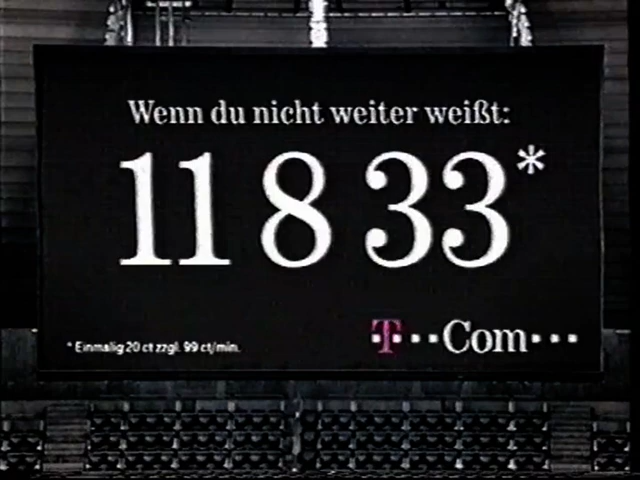 Wenn du nicht weiter weißt:
11 8 33*
* Einmalig 20 ct zzgl. 99 ct/min.
T···Com···